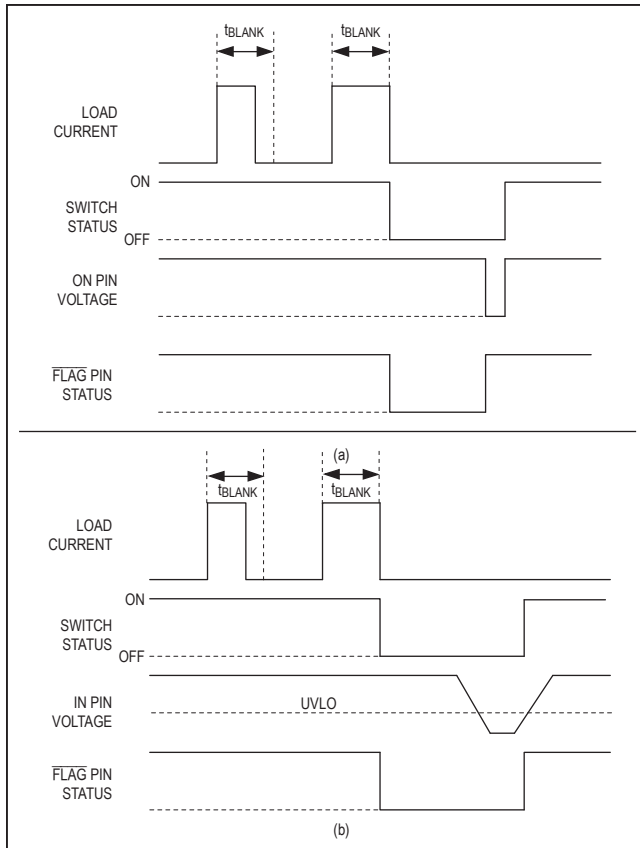 tBLANK tBLANK
LOAD
CURRENT
ON
SWITCH
STATUS
OFF
ON PIN
VOLTAGE
FLAG PIN
STATUS
(a)
tBLANK tBLANK
LOAD
CURRENT
ON
SWITCH
STATUS
OFF
IN PIN
VOLTAGE
UVLO
FLAG PIN
STATUS
(b)